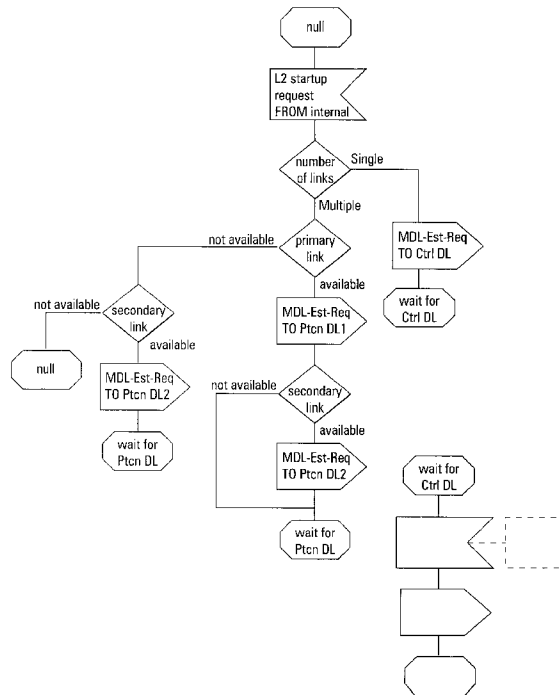 null
L2 startup
request
FROM internal
number
of links
Single
Multiple
not available
primary
link
MDL-Est-Req
TO Ctrl DL
available
not available
secondary
link
MDL-Est-Req
TO Ptcn DL1
wait for
Ctrl DL
available
null
MDL-Est-Req
TO Ptcn DL2
not available
secondary
link
available
wait for
Ptcn DL
MDL-Est-Req
TO Ptcn DL2
wait for
Ctrl DL
wait for
Ptcn DL